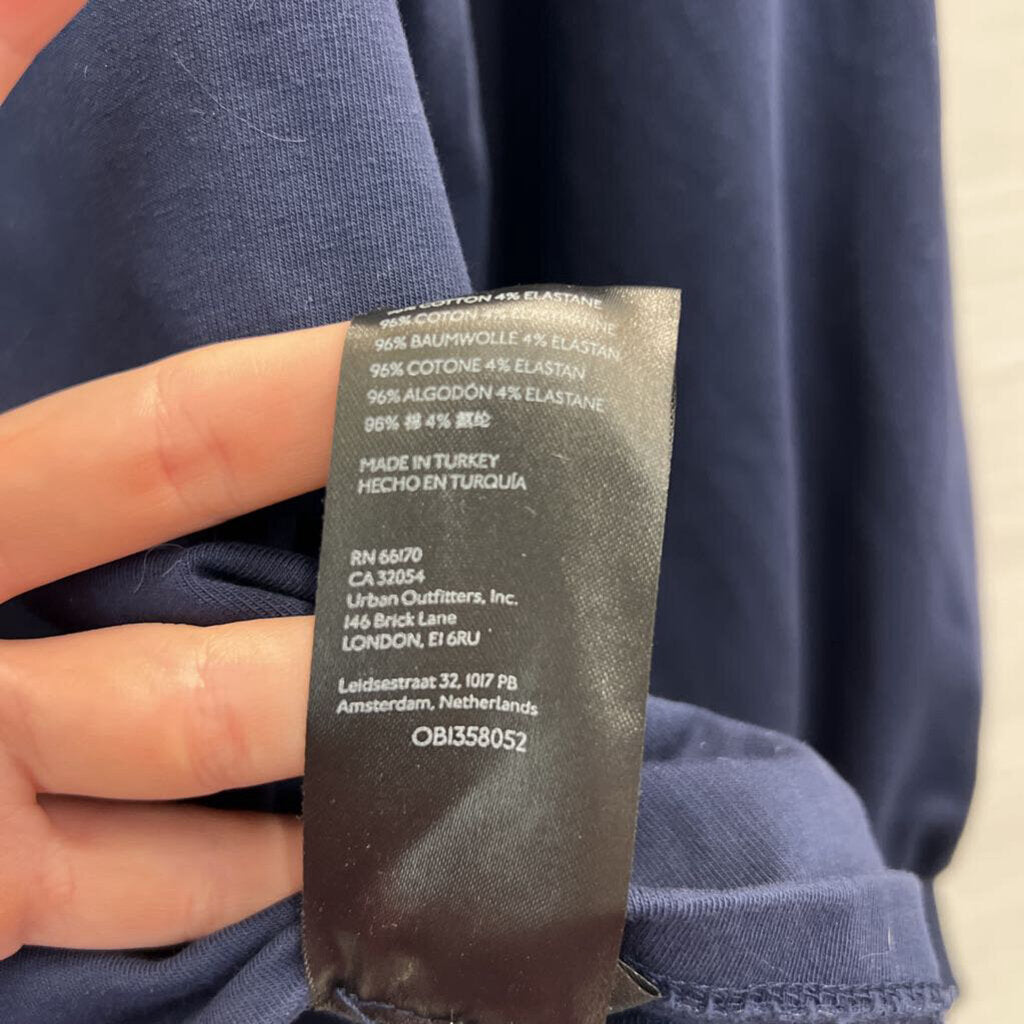 COTTON 4% ELASTANE
96% COTON 4%
96% BAUMWOLLE 4% ELASTAN
96% COTONE 4% ELASTAN
96% ALGODÓN 4% ELASTANE
96% 棉 4% 氨纶
MADE IN TURKEY
HECHO EN TURQUÍA
RN 66170
CA 32054
Urban Outfitters, Inc.
146 Brick Lane
LONDON, E1 6RU
Leidsestraat 32, 1017 PB
Amsterdam, Netherlands
OB1358052